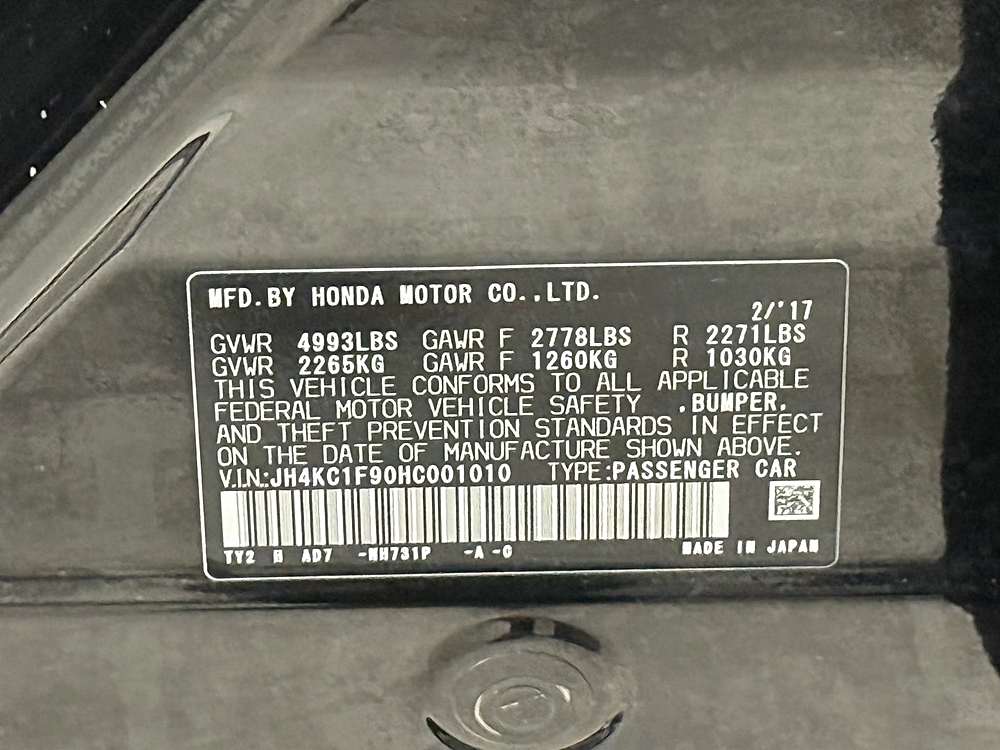 MFD.BY HONDA MOTOR CO.,LTD.
2/'17
GVWR 4993LBS GAWR F 2778LBS R 2271LBS
GVWR 2265KG GAWR F 1260KG R 1030KG
THIS VEHICLE CONFORMS TO ALL APPLICABLE
FEDERAL MOTOR VEHICLE SAFETY ,BUMPER,
AND THEFT PREVENTION STANDARDS IN EFFECT
ON THE DATE OF MANUFACTURE SHOWN ABOVE.
V.I.N.:JH4KC1F90HC001010 TYPE:PASSENGER CAR
TY2 H AD7 -NH731P -A -C MADE IN JAPAN